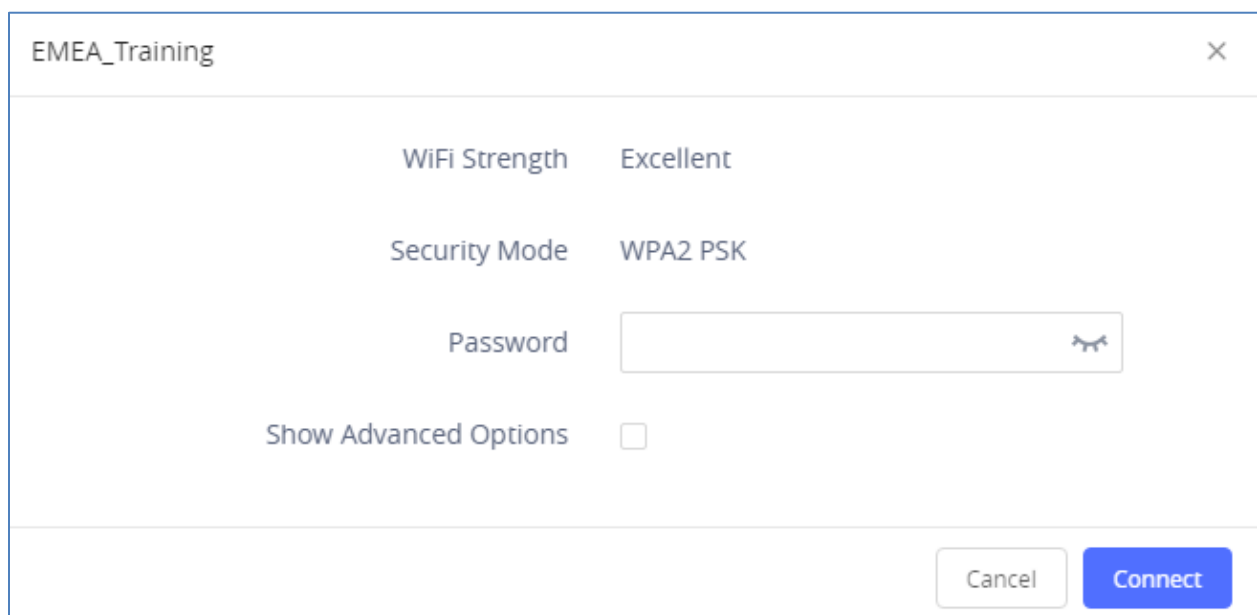 EMEA_Training
WiFi Strength Excellent
Security Mode WPA2 PSK
Password
Show Advanced Options
Cancel Connect